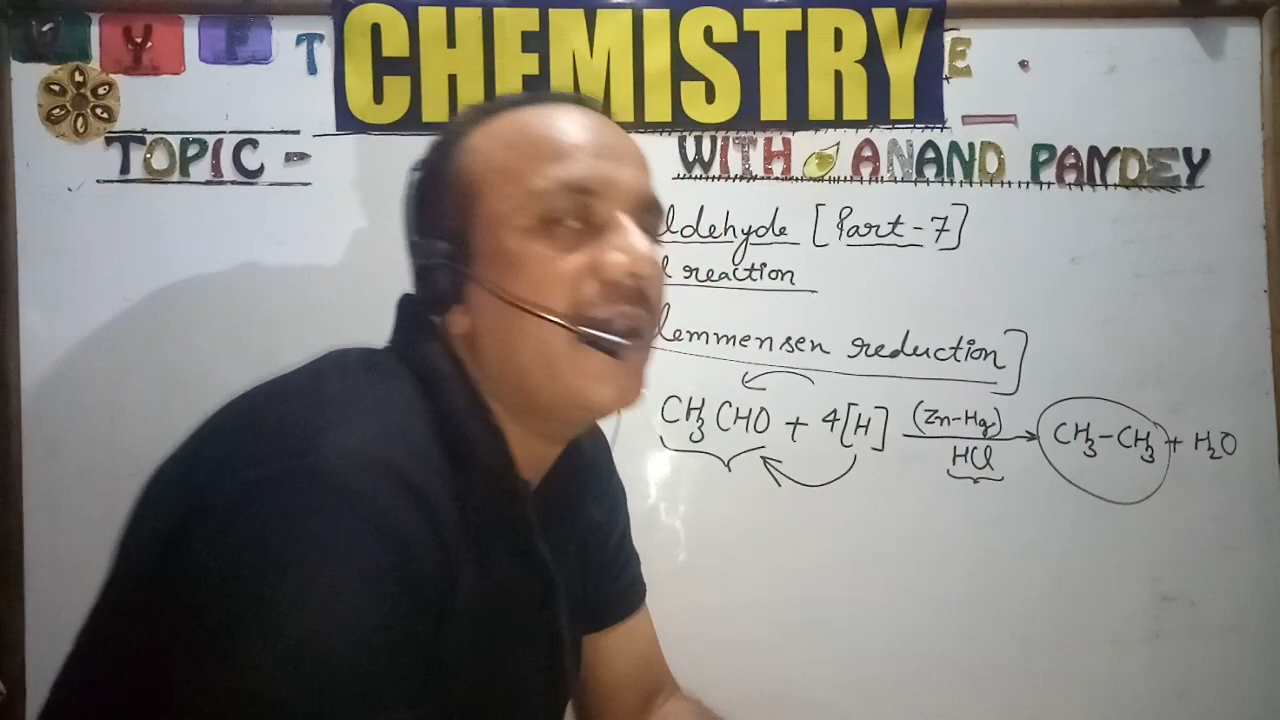 V Y F T CHEMISTRY E.
TOPIC - WITH ANAND PANDEY
ldehyde [Part-7]
l reaction
lemmensen reduction]
CH₃CHO + 4[H] (Zn-Hg) HCl → CH₃-CH₃ + H₂O